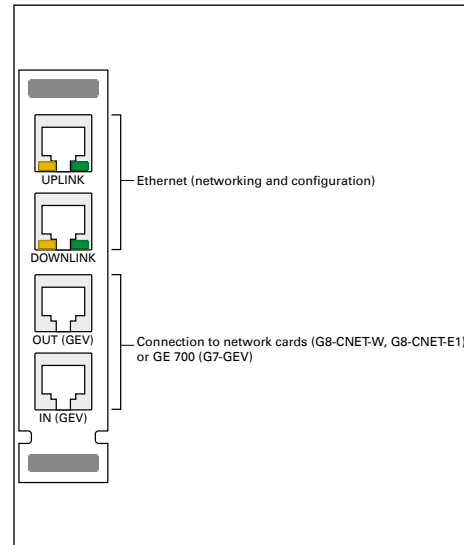 UPLINK
Ethernet (networking and configuration)
DOWNLINK
OUT (GEV)
Connection to network cards (G8-CNET-W, G8-CNET-E1)
or GE 700 (G7-GEV)
IN (GEV)